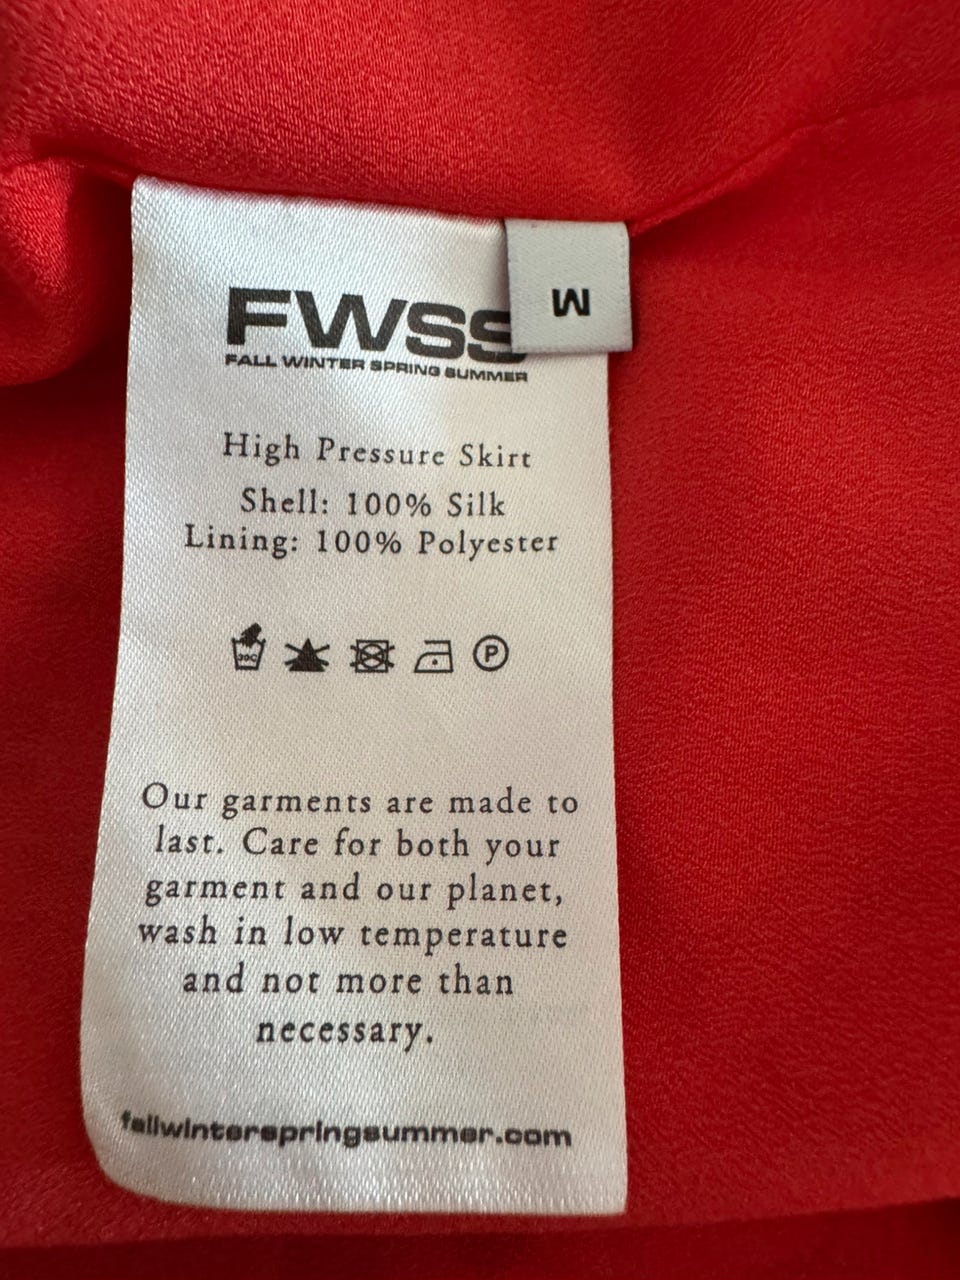 FWSS
M
FALL WINTER SPRING SUMMER
High Pressure Skirt
Shell: 100% Silk
Lining: 100% Polyester
30C
P
Our garments are made to
last. Care for both your
garment and our planet,
wash in low temperature
and not more than
necessary.
fallwinterspringsummer.com